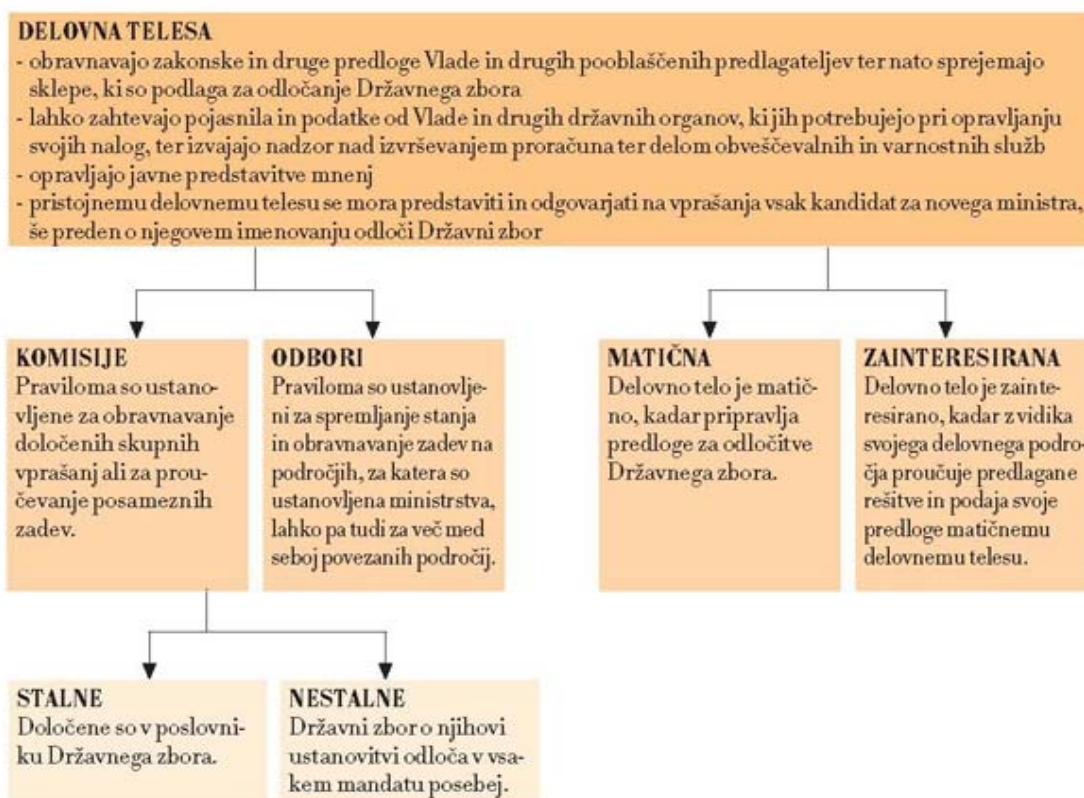 DELOVNA TELESA
- obravnavajo zakonske in druge predloge Vlade in drugih pooblaščenih predlagateljev ter nato sprejemajo
sklepe, ki so podlaga za odločanje Državnega zbora
- lahko zahtevajo pojasnila in podatke od Vlade in drugih državnih organov, ki jih potrebujejo pri opravljanju
svojih nalog, ter izvajajo nadzor nad izvrševanjem proračuna ter delom obveščevalnih in varnostnih služb
- opravljajo javne predstavitve mnenj
- pristojnemu delovnemu telesu se mora predstaviti in odgovarjati na vprašanja vsak kandidat za novega ministra,
še preden o njegovem imenovanju odloči Državni zbor
KOMISIJE
Praviloma so ustano-
vljene za obravnavanje
določenih skupnih
vprašanj ali za prou-
čevanje posameznih
zadev.
ODBORI
Praviloma so ustanovlje-
ni za spremljanje stanja
in obravnavanje zadev na
področjih, za katera so
ustanovljena ministrstva,
lahko pa tudi za več med
seboj povezanih področij.
MATIČNA
Delovno telo je matič-
no, kadar pripravlja
predloge za odločitve
Državnega zbora.
ZAINTERESIRANA
Delovno telo je zainte-
resirano, kadar z vidika
svojega delovnega podro-
čja proučuje predlagane
rešitve in podaja svoje
predloge matičnemu
delovnemu telesu.
STALNE
Določene so v poslovni-
ku Državnega zbora.
NESTALNE
Državni zbor o njihovi
ustanovitvi odloča v vsa-
kem mandatu posebej.